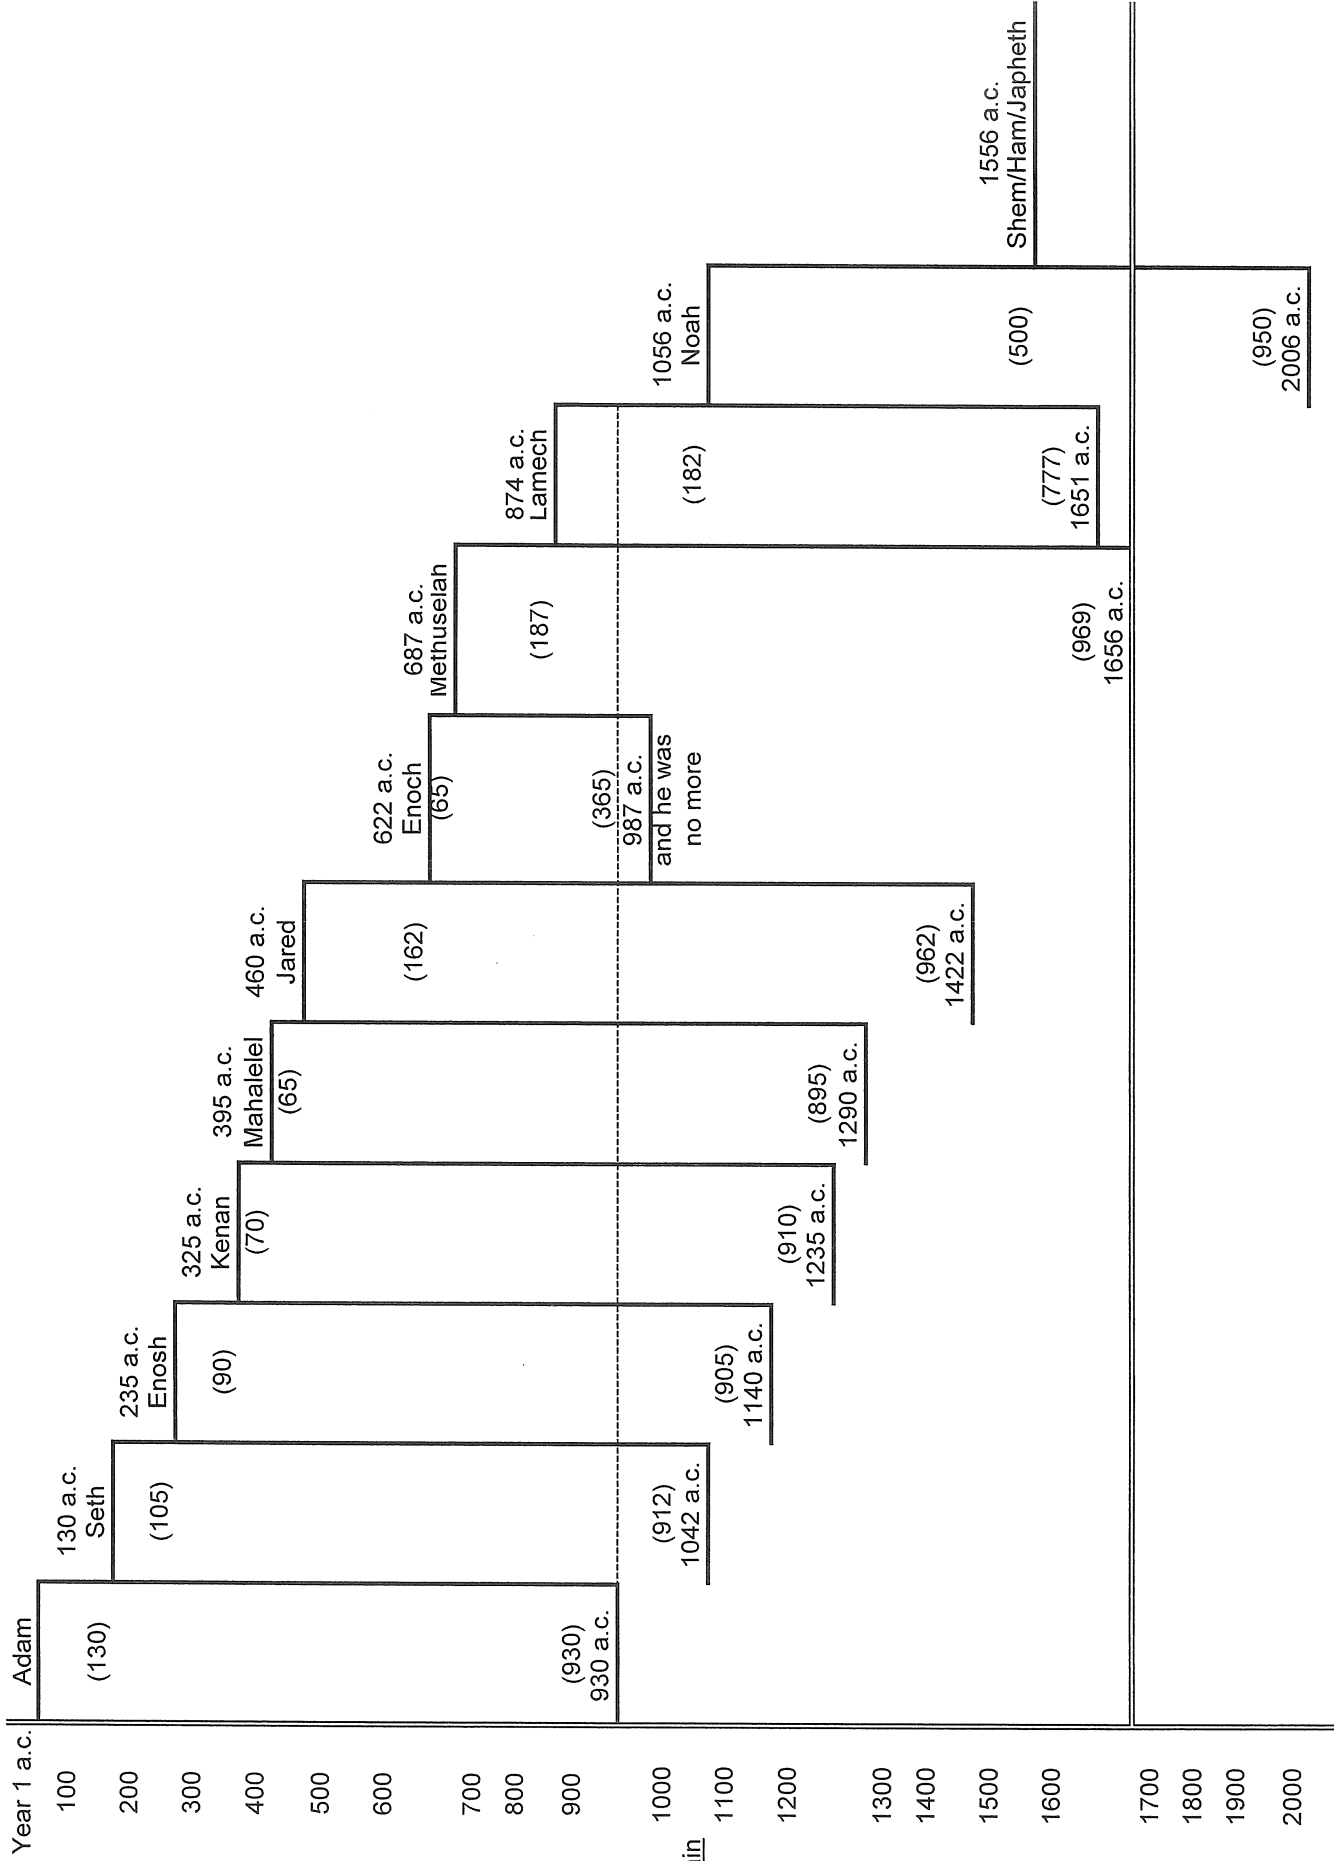 Year 1 a.c.
100
200
300
400
500
600
700
800
900
1000
1100
1200
1300
1400
1500
1600
1700
1800
1900
2000
Adam
(130)
(930)
930 a.c.
130 a.c.
Seth
(105)
(912)
1042 a.c.
235 a.c.
Enosh
(90)
(905)
1140 a.c.
325 a.c.
Kenan
(70)
(910)
1235 a.c.
395 a.c.
Mahalelel
(65)
(895)
1290 a.c.
460 a.c.
Jared
(162)
(962)
1422 a.c.
622 a.c.
Enoch
(65)
(365)
987 a.c.
and he was
no more
687 a.c.
Methuselah
(187)
(969)
1656 a.c.
874 a.c.
Lamech
(182)
(777)
1651 a.c.
1056 a.c.
Noah
(500)
(950)
2006 a.c.
1556 a.c.
Shem/Ham/Japheth